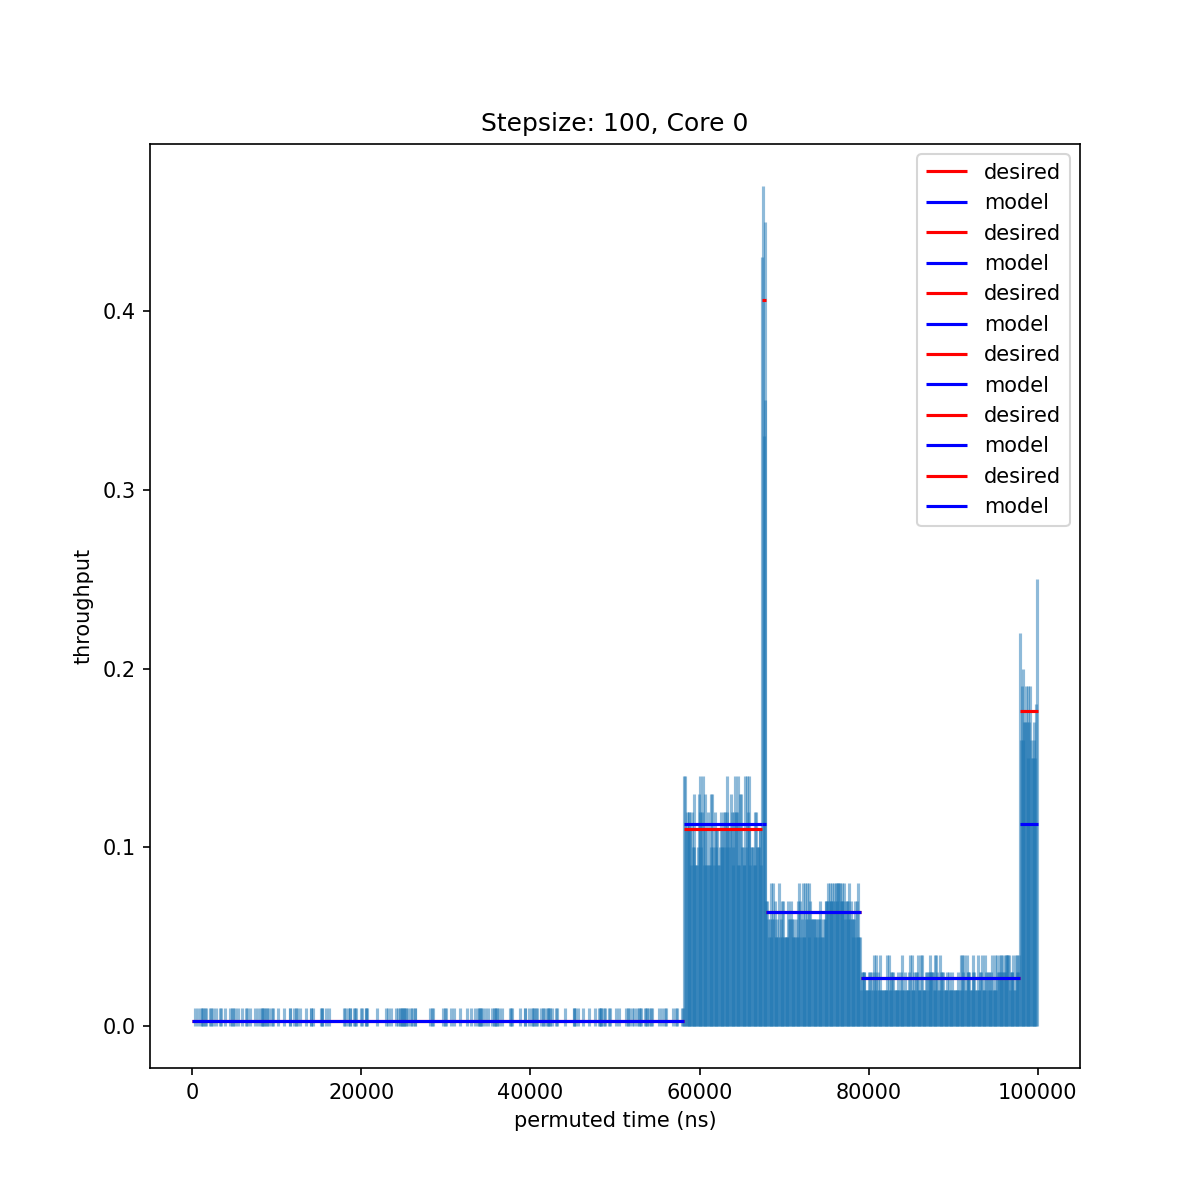 Stepsize: 100, Core 0
desired
model
desired
model
desired
model
desired
model
desired
model
desired
model
0.4
0.3
0.2
0.1
0.0
throughput
0 20000 40000 60000 80000 100000
permuted time (ns)